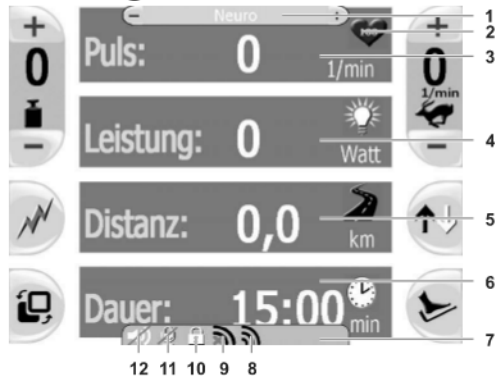 − Neuro +
1
2
100
3
+
0
−
Puls: 0 1/min
+
0
1/min
−
Leistung: 0 Watt
4
Distanz: 0,0 km
5
6
Dauer: 15:00 min
7
12 11 10 9 8